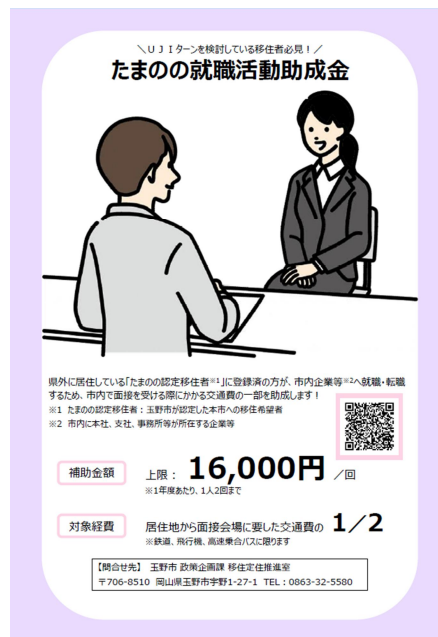 ＼ＵＪＩターンを検討している移住者必見！／
たまのの就職活動助成金
県外に居住している「たまの認定移住者※1」に登録済の方が、市内企業等※2へ就職・転職
するため、市内で面接を受ける際にかかる交通費の一部を助成します！
※1 たまの認定移住者：玉野市が認定した本市への移住希望者
※2 市内に本社、支社、事務所等が所在する企業等
補助金額 上限： 16,000円 ／回
※1年度あたり、1人2回まで
対象経費 居住地から面接会場に要した交通費の 1／2
※鉄道、飛行機、高速乗合バスに限ります
【問合せ先】 玉野市 政策企画課 移住定住推進室
〒706-8510 岡山県玉野市宇野1-27-1 TEL：0863-32-5580